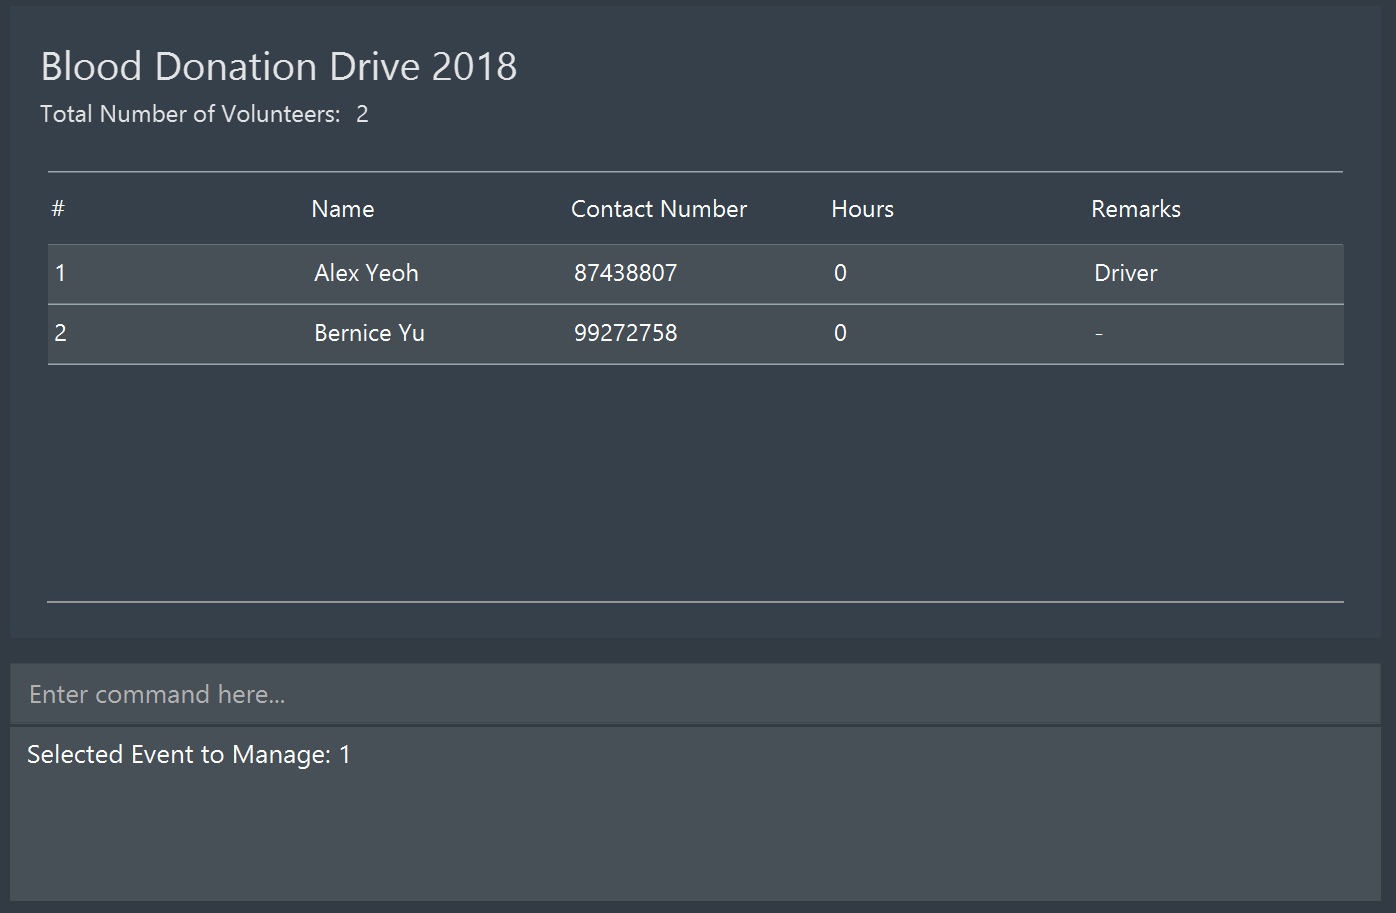 Blood Donation Drive 2018
Total Number of Volunteers: 2
# Name Contact Number Hours Remarks
1 Alex Yeoh 87438807 0 Driver
2 Bernice Yu 99272758 0 -
Enter command here...
Selected Event to Manage: 1